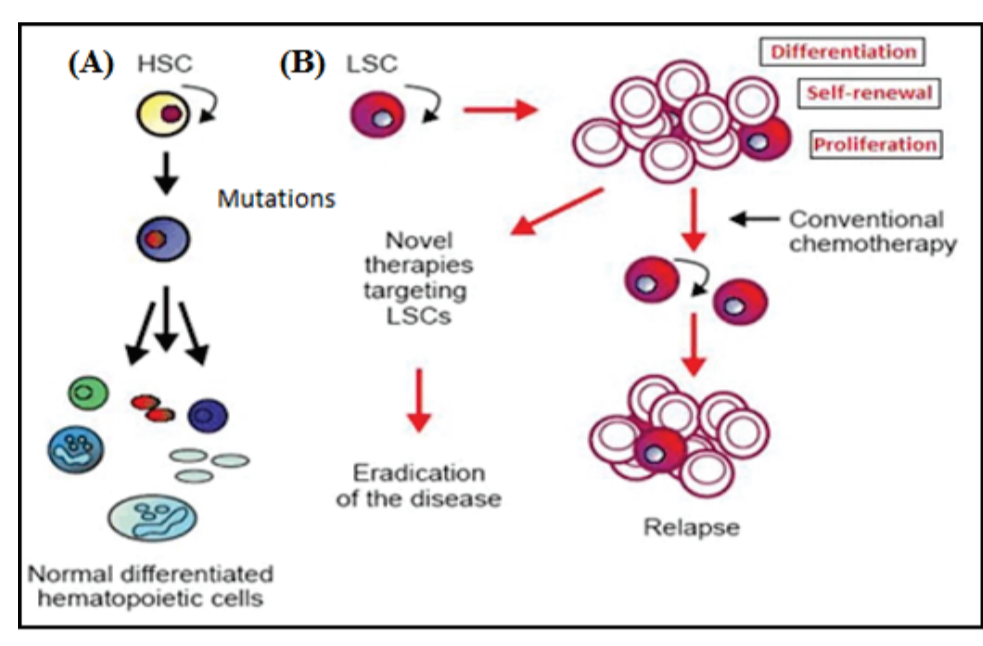 (A) HSC
(B) LSC
Differentiation
Self-renewal
Proliferation
Mutations
Conventional
chemotherapy
Novel
therapies
targeting
LSCs
Eradication
of the disease
Relapse
Normal differentiated
hematopoietic cells